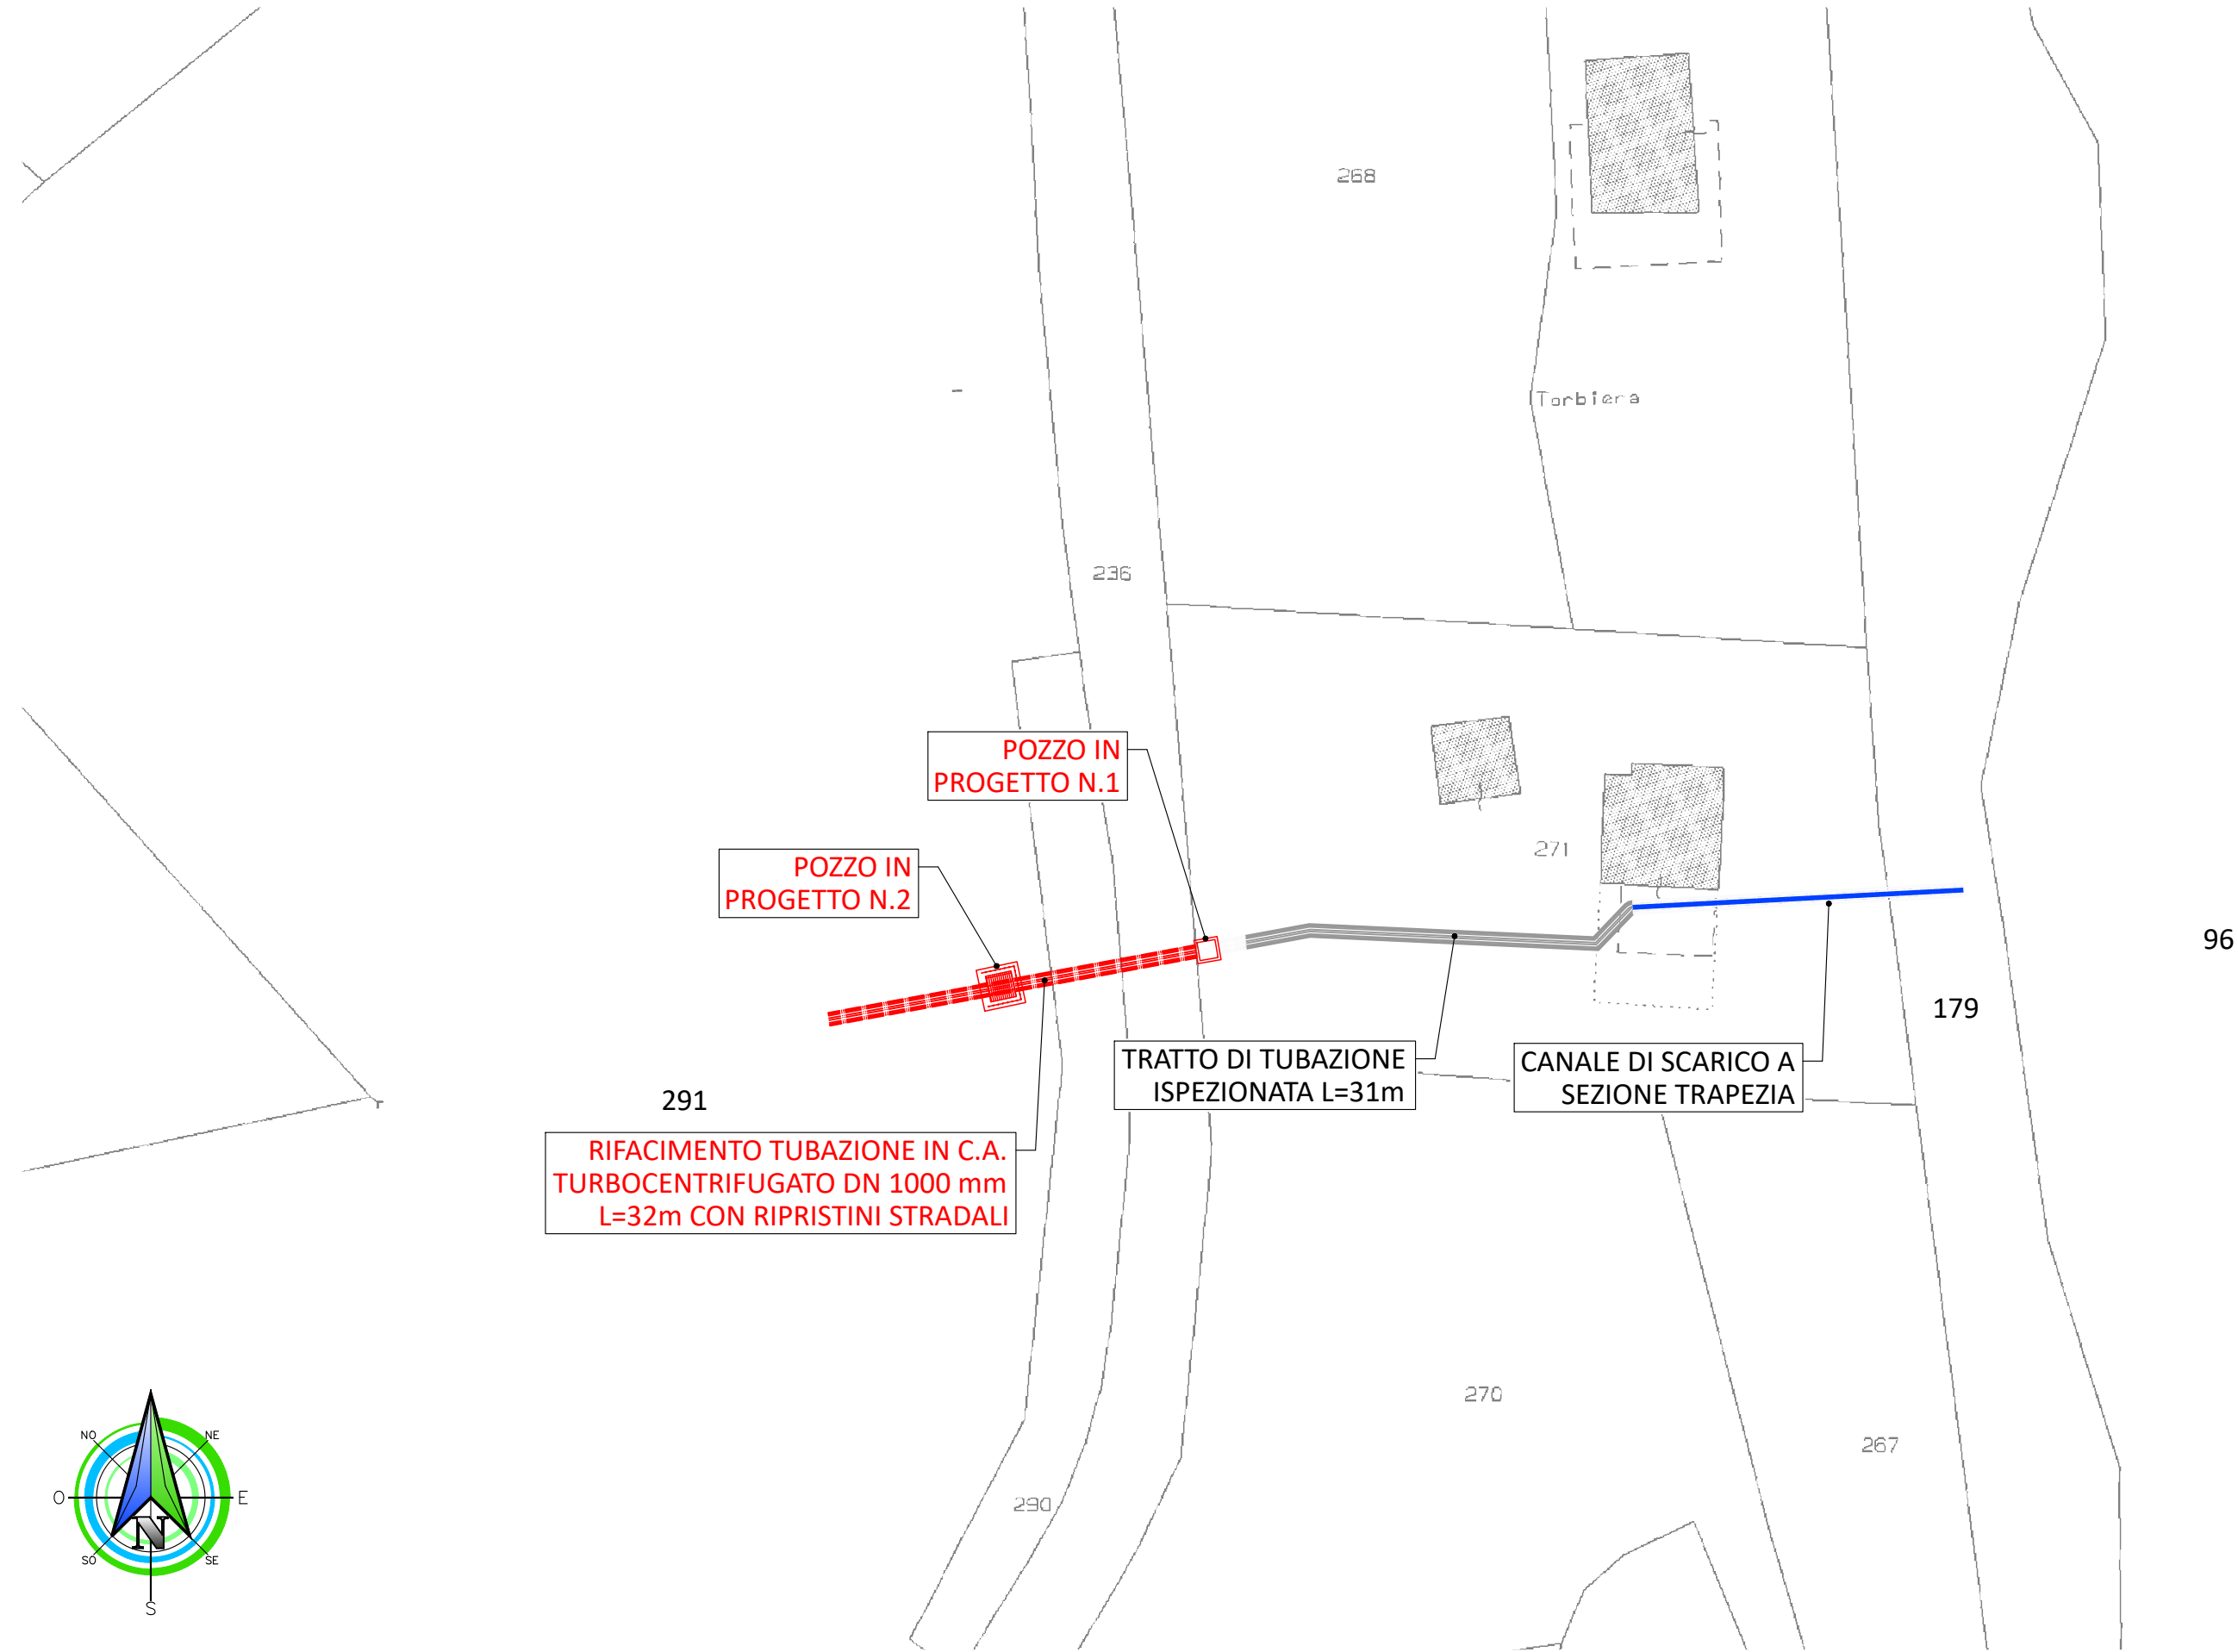 268
Torbiera
236
POZZO IN
PROGETTO N.1
POZZO IN
PROGETTO N.2
271
96
179
TRATTO DI TUBAZIONE
ISPEZIONATA L=31m
CANALE DI SCARICO A
SEZIONE TRAPEZIA
291
RIFACIMENTO TUBAZIONE IN C.A.
TURBOCENTRIFUGATO DN 1000 mm
L=32m CON RIPRISTINI STRADALI
270
267
290
NO
NE
O
E
N
SO
SE
S